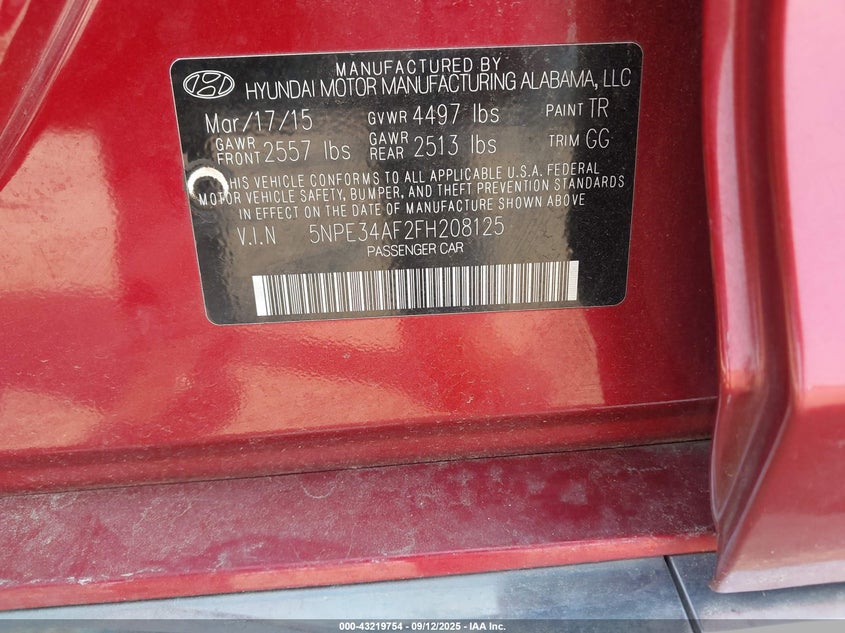 MANUFACTURED BY
HYUNDAI MOTOR MANUFACTURING ALABAMA, LLC
Mar/17/15 GVWR 4497 lbs PAINT TR
GAWR FRONT 2557 lbs GAWR REAR 2513 lbs TRIM GG
HIS VEHICLE CONFORMS TO ALL APPLICABLE U.S.A. FEDERAL
MOTOR VEHICLE SAFETY, BUMPER, AND THEFT PREVENTION STANDARDS
IN EFFECT ON THE DATE OF MANUFACTURE SHOWN ABOVE
V.I.N 5NPE34AF2FH208125
PASSENGER CAR
000-43219754 - 09/12/2025 - IAA Inc.